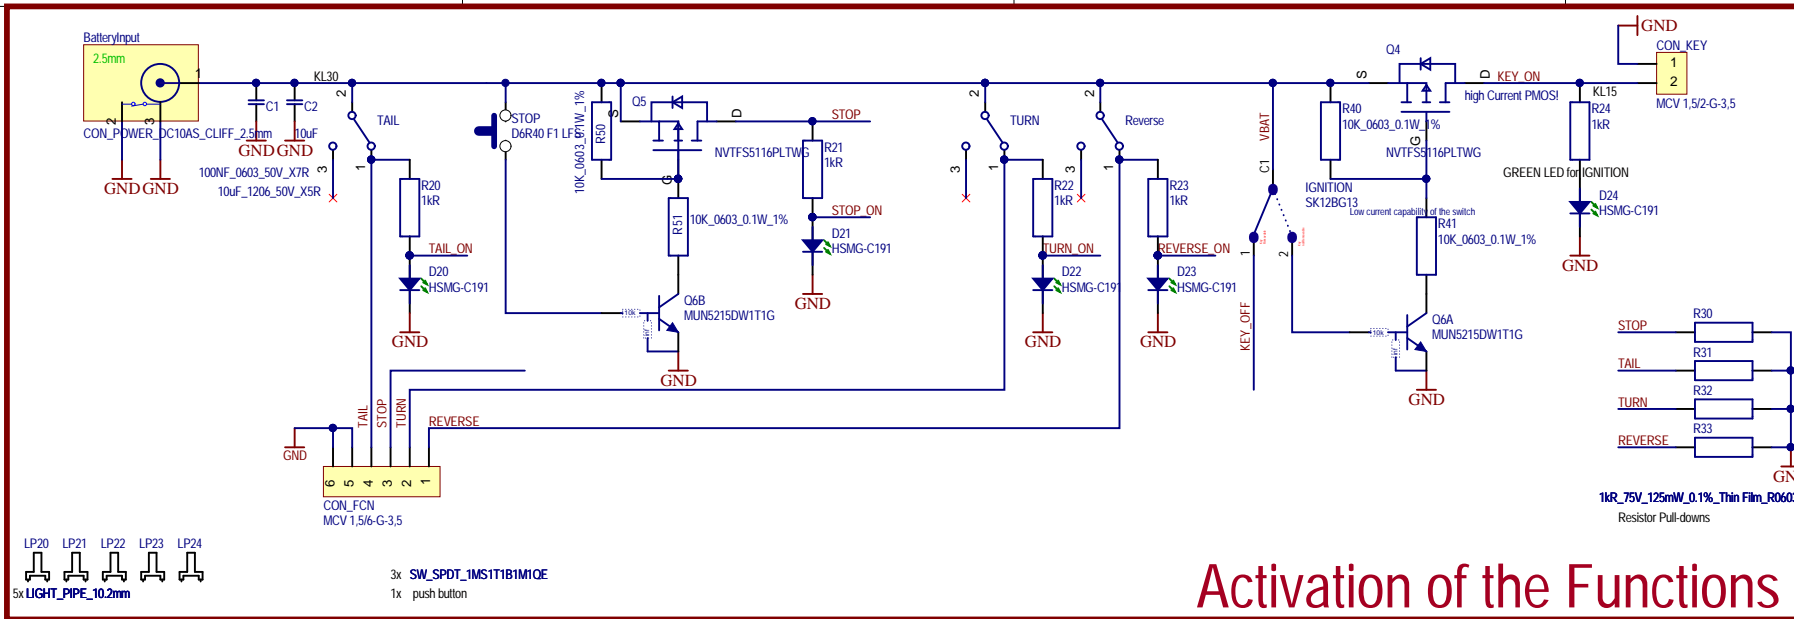 BatteryInput
2.5mm
1
2
3
CON_POWER_DC10AS_CLIFF_2.5mm
GND
GND
C1
C2
10uF
GND
GND
100NF_0603_50V_X7R
10uF_1206_50V_X5R
KL30
2
TAIL
3
1
R20
1kR
TAIL_ON
D20
HSMG-C191
GND
STOP
D6R40 F1 LFS
10K_0603_0.1W_1%
R50
S
Q5
D
G
NVTFS5116PLTWG
STOP
R21
1kR
R51
10K_0603_0.1W_1%
STOP_ON
D21
HSMG-C191
GND
Q6B
MUN5215DW1T1G
10k
GND
2
TURN
3
1
R22
1kR
TURN_ON
D22
HSMG-C191
GND
2
Reverse
3
1
R23
1kR
REVERSE_ON
D23
HSMG-C191
GND
VBAT
C1
IGNITION
SK12BG13
Low current capability of the switch
1
2
KEY_OFF
R40
10K_0603_0.1W_1%
S
Q4
D
G
KEY_ON
high Current PMOS!
NVTFS5116PLTWG
R41
10K_0603_0.1W_1%
Q6A
MUN5215DW1T1G
10k
GND
GND
CON_KEY
1
2
MCV 1,5/2-G-3,5
KL15
R24
1kR
GREEN LED for IGNITION
D24
HSMG-C191
GND
STOP
R30
TAIL
R31
TURN
R32
REVERSE
R33
GN
1kR_75V_125mW_0.1%_Thin Film_R0603
Resistor Pull-downs
TAIL
STOP
TURN
REVERSE
GND
6
5
4
3
2
1
CON_FCN
MCV 1,5/6-G-3,5
LP20
LP21
LP22
LP23
LP24
5x LIGHT_PIPE_10.2mm
3x SW_SPDT_1MS1T1B1M1QE
1x push button
Activation of the Functions